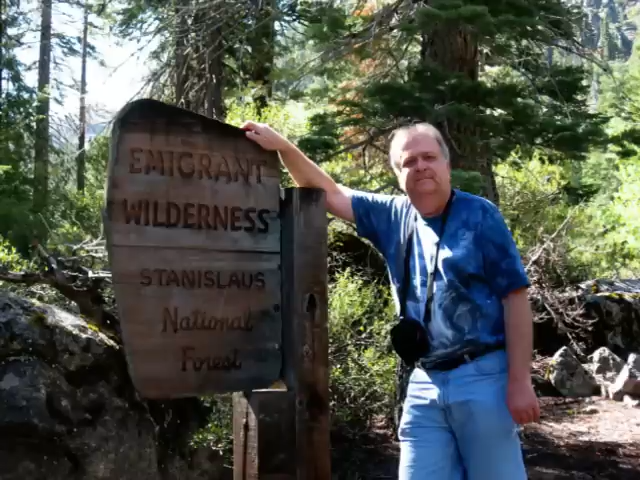 EMIGRANT
WILDERNESS
STANISLAUS
National
Forest